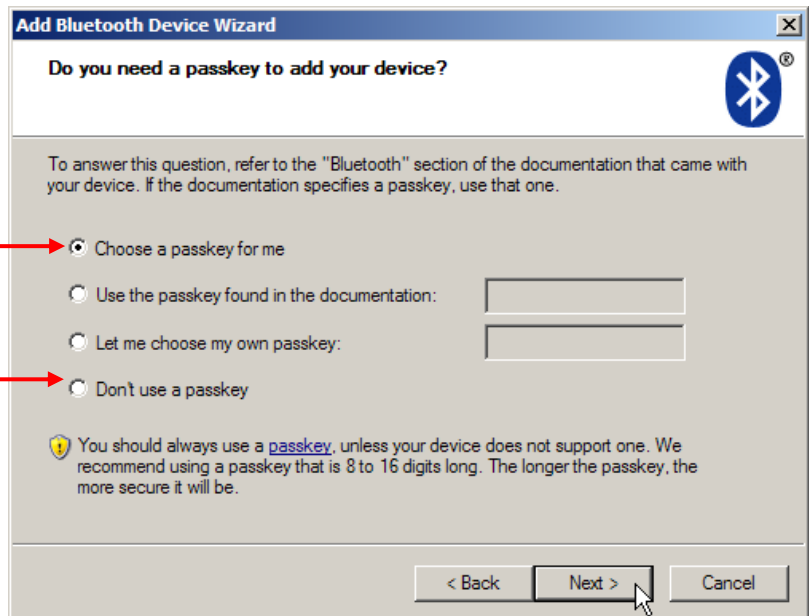 Add Bluetooth Device Wizard
Do you need a passkey to add your device?
®
To answer this question, refer to the "Bluetooth" section of the documentation that came with
your device. If the documentation specifies a passkey, use that one.
Choose a passkey for me
Use the passkey found in the documentation:
Let me choose my own passkey:
Don't use a passkey
You should always use a passkey, unless your device does not support one. We
recommend using a passkey that is 8 to 16 digits long. The longer the passkey, the
more secure it will be.
< Back Next > Cancel